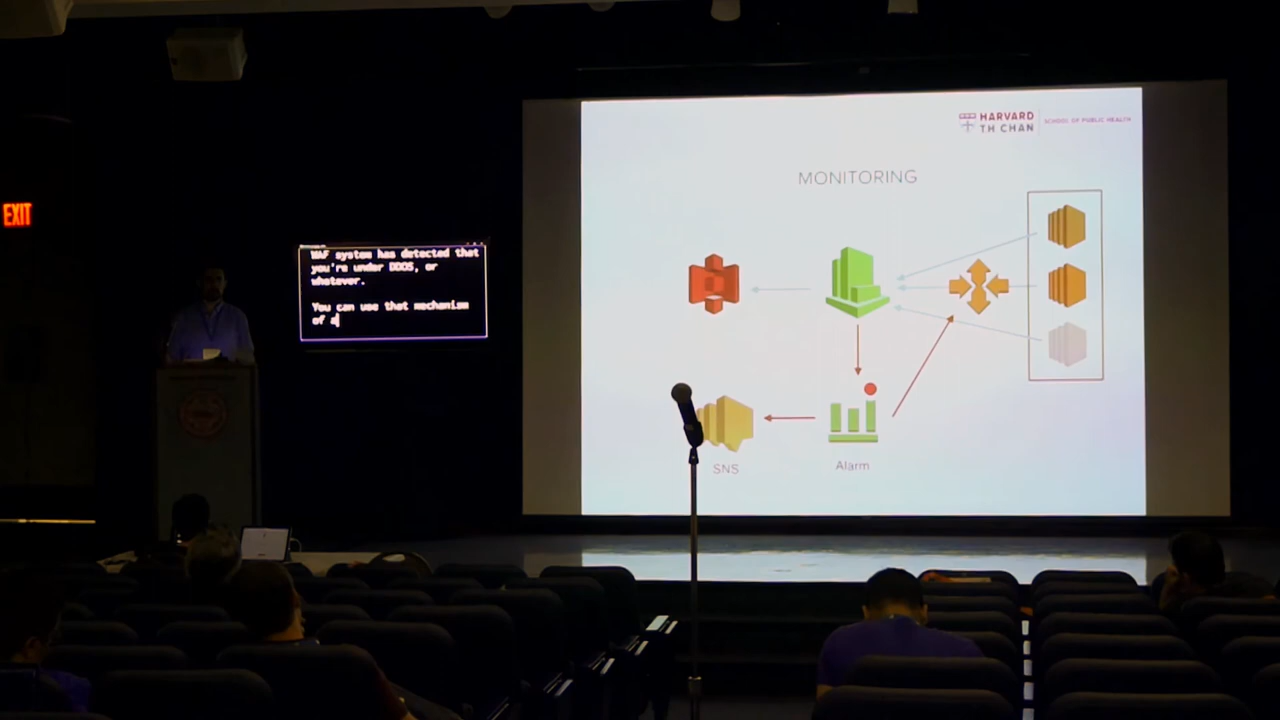 EXIT
WAF system has detected that
you're under DDOS, or
whatever.
You can use that mechanism
of a
HARVARD
T.H. CHAN
SCHOOL OF PUBLIC HEALTH
MONITORING
SNS
Alarm